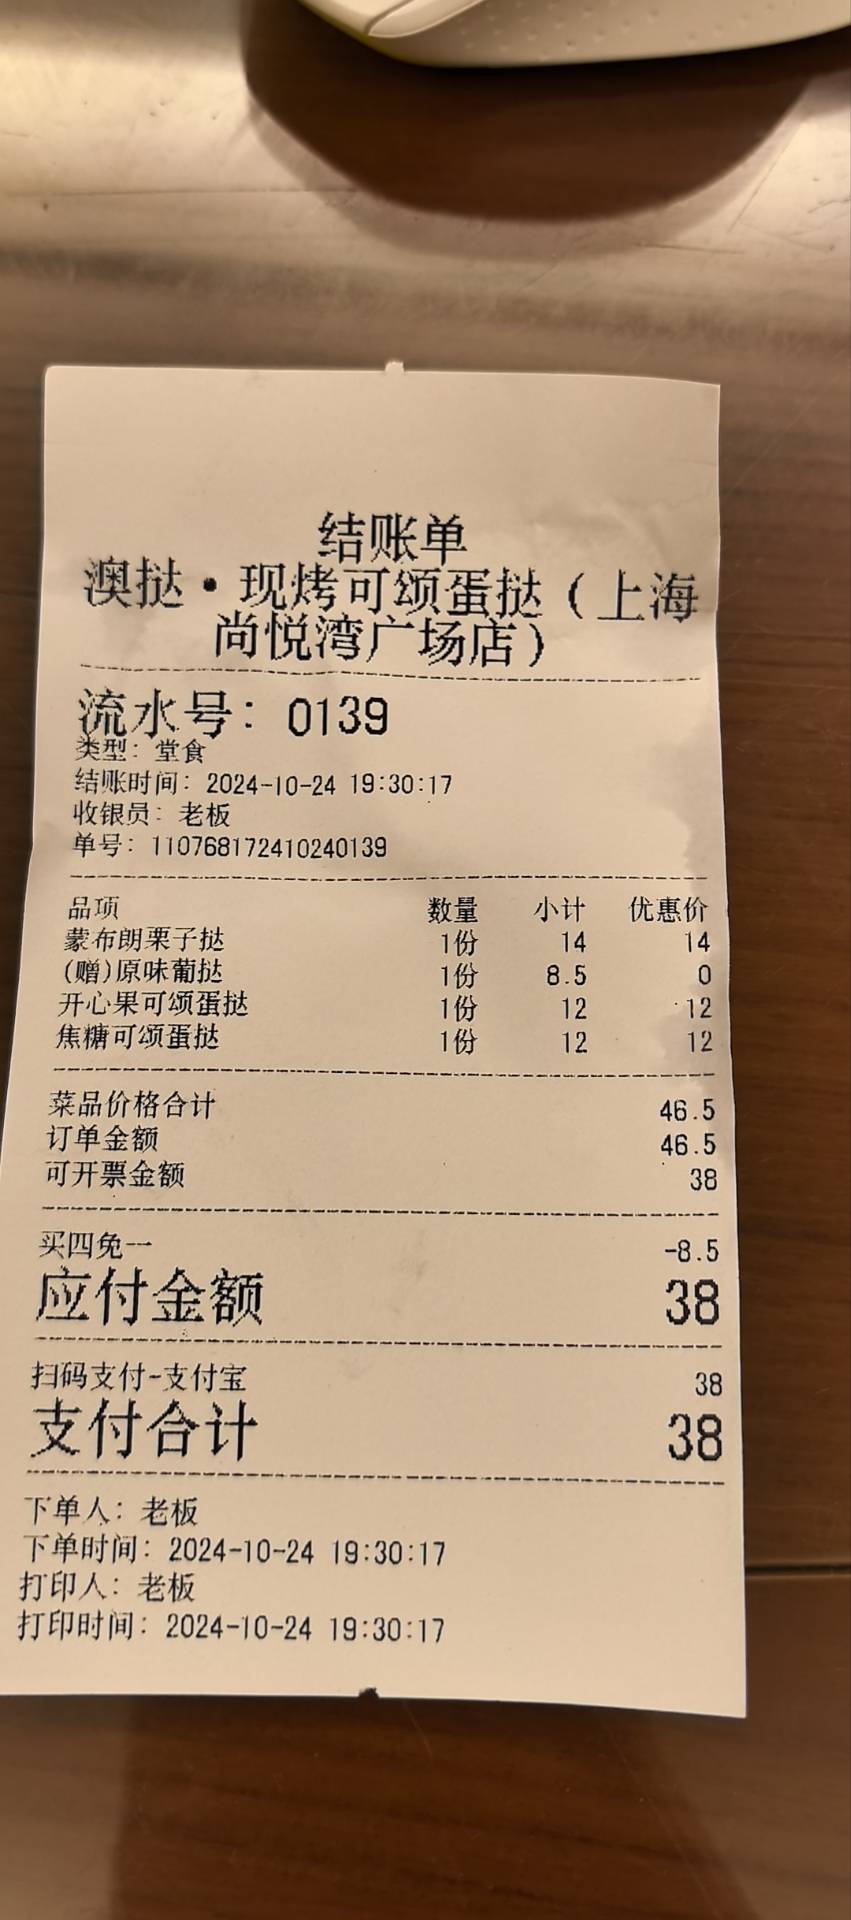 结账单
澳挞·现烤可颂蛋挞(上海
尚悦湾广场店)
流水号: 0139
类型: 堂食
结账时间: 2024-10-24 19:30:17
收银员: 老板
单号: 110768172410240139
品项 数量 小计 优惠价
蒙布朗栗子挞 1份 14 14
(赠)原味葡挞 1份 8.5 0
开心果可颂蛋挞 1份 12 12
焦糖可颂蛋挞 1份 12 12
菜品价格合计 46.5
订单金额 46.5
可开票金额 38
买四免一 -8.5
应付金额 38
扫码支付-支付宝 38
支付合计 38
下单人: 老板
下单时间: 2024-10-24 19:30:17
打印人: 老板
打印时间: 2024-10-24 19:30:17